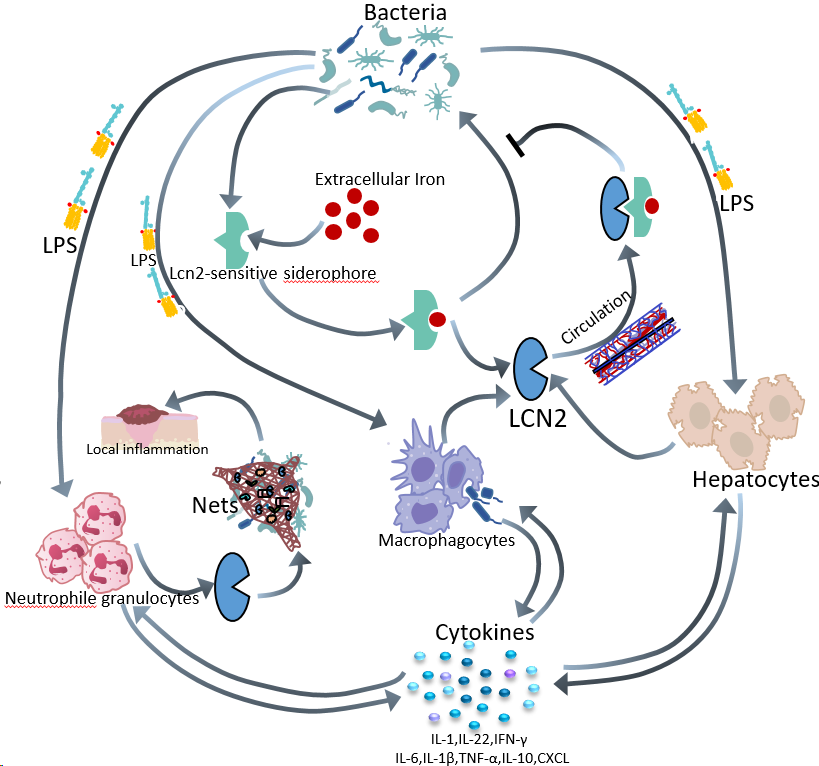 Bacteria
Extracellular Iron
LPS
LPS
LPS
Lcn2-sensitive siderophore
Circulation
LCN2
Local inflammation
Hepatocytes
Nets
Macrophagocytes
Neutrophile granulocytes
Cytokines
IL-1,IL-22,IFN-γ
IL-6,IL-1β,TNF-α,IL-10,CXCL